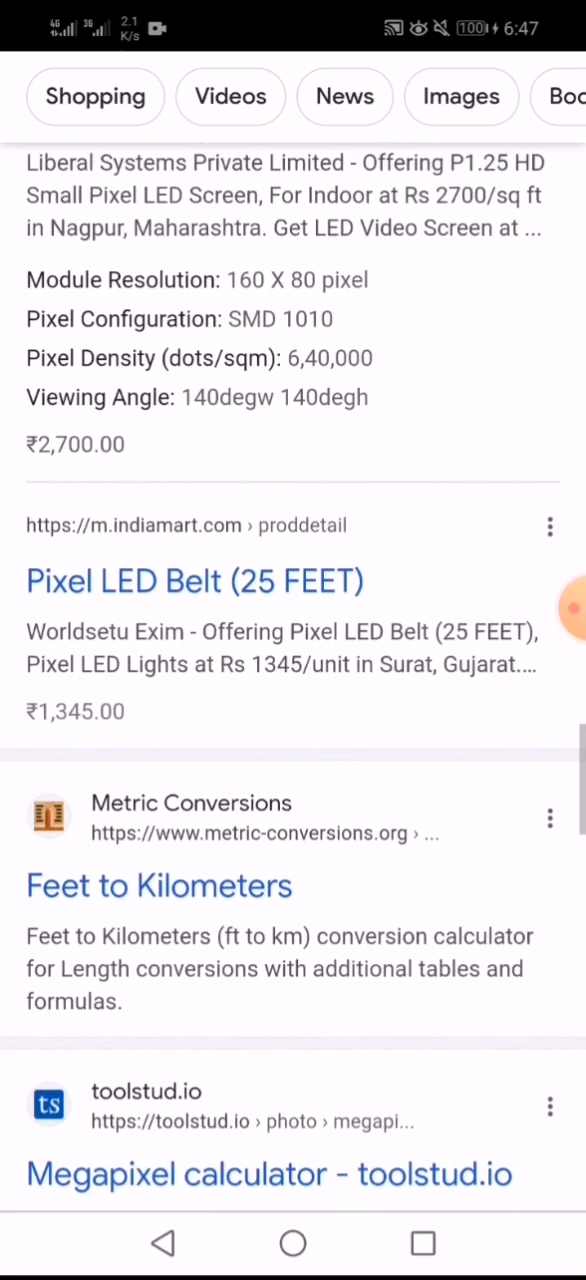 4G 3G 2.1 K/s 100 6:47
Shopping Videos News Images
Liberal Systems Private Limited - Offering P1.25 HD
Small Pixel LED Screen, For Indoor at Rs 2700/sq ft
in Nagpur, Maharashtra. Get LED Video Screen at ...
Module Resolution: 160 X 80 pixel
Pixel Configuration: SMD 1010
Pixel Density (dots/sqm): 6,40,000
Viewing Angle: 140degw 140degh
₹2,700.00
https://m.indiamart.com › proddetail
Pixel LED Belt (25 FEET)
Worldsetu Exim - Offering Pixel LED Belt (25 FEET),
Pixel LED Lights at Rs 1345/unit in Surat, Gujarat....
₹1,345.00
Metric Conversions
https://www.metric-conversions.org › ...
Feet to Kilometers
Feet to Kilometers (ft to km) conversion calculator
for Length conversions with additional tables and
formulas.
ts
toolstud.io
https://toolstud.io › photo › megapi...
Megapixel calculator - toolstud.io